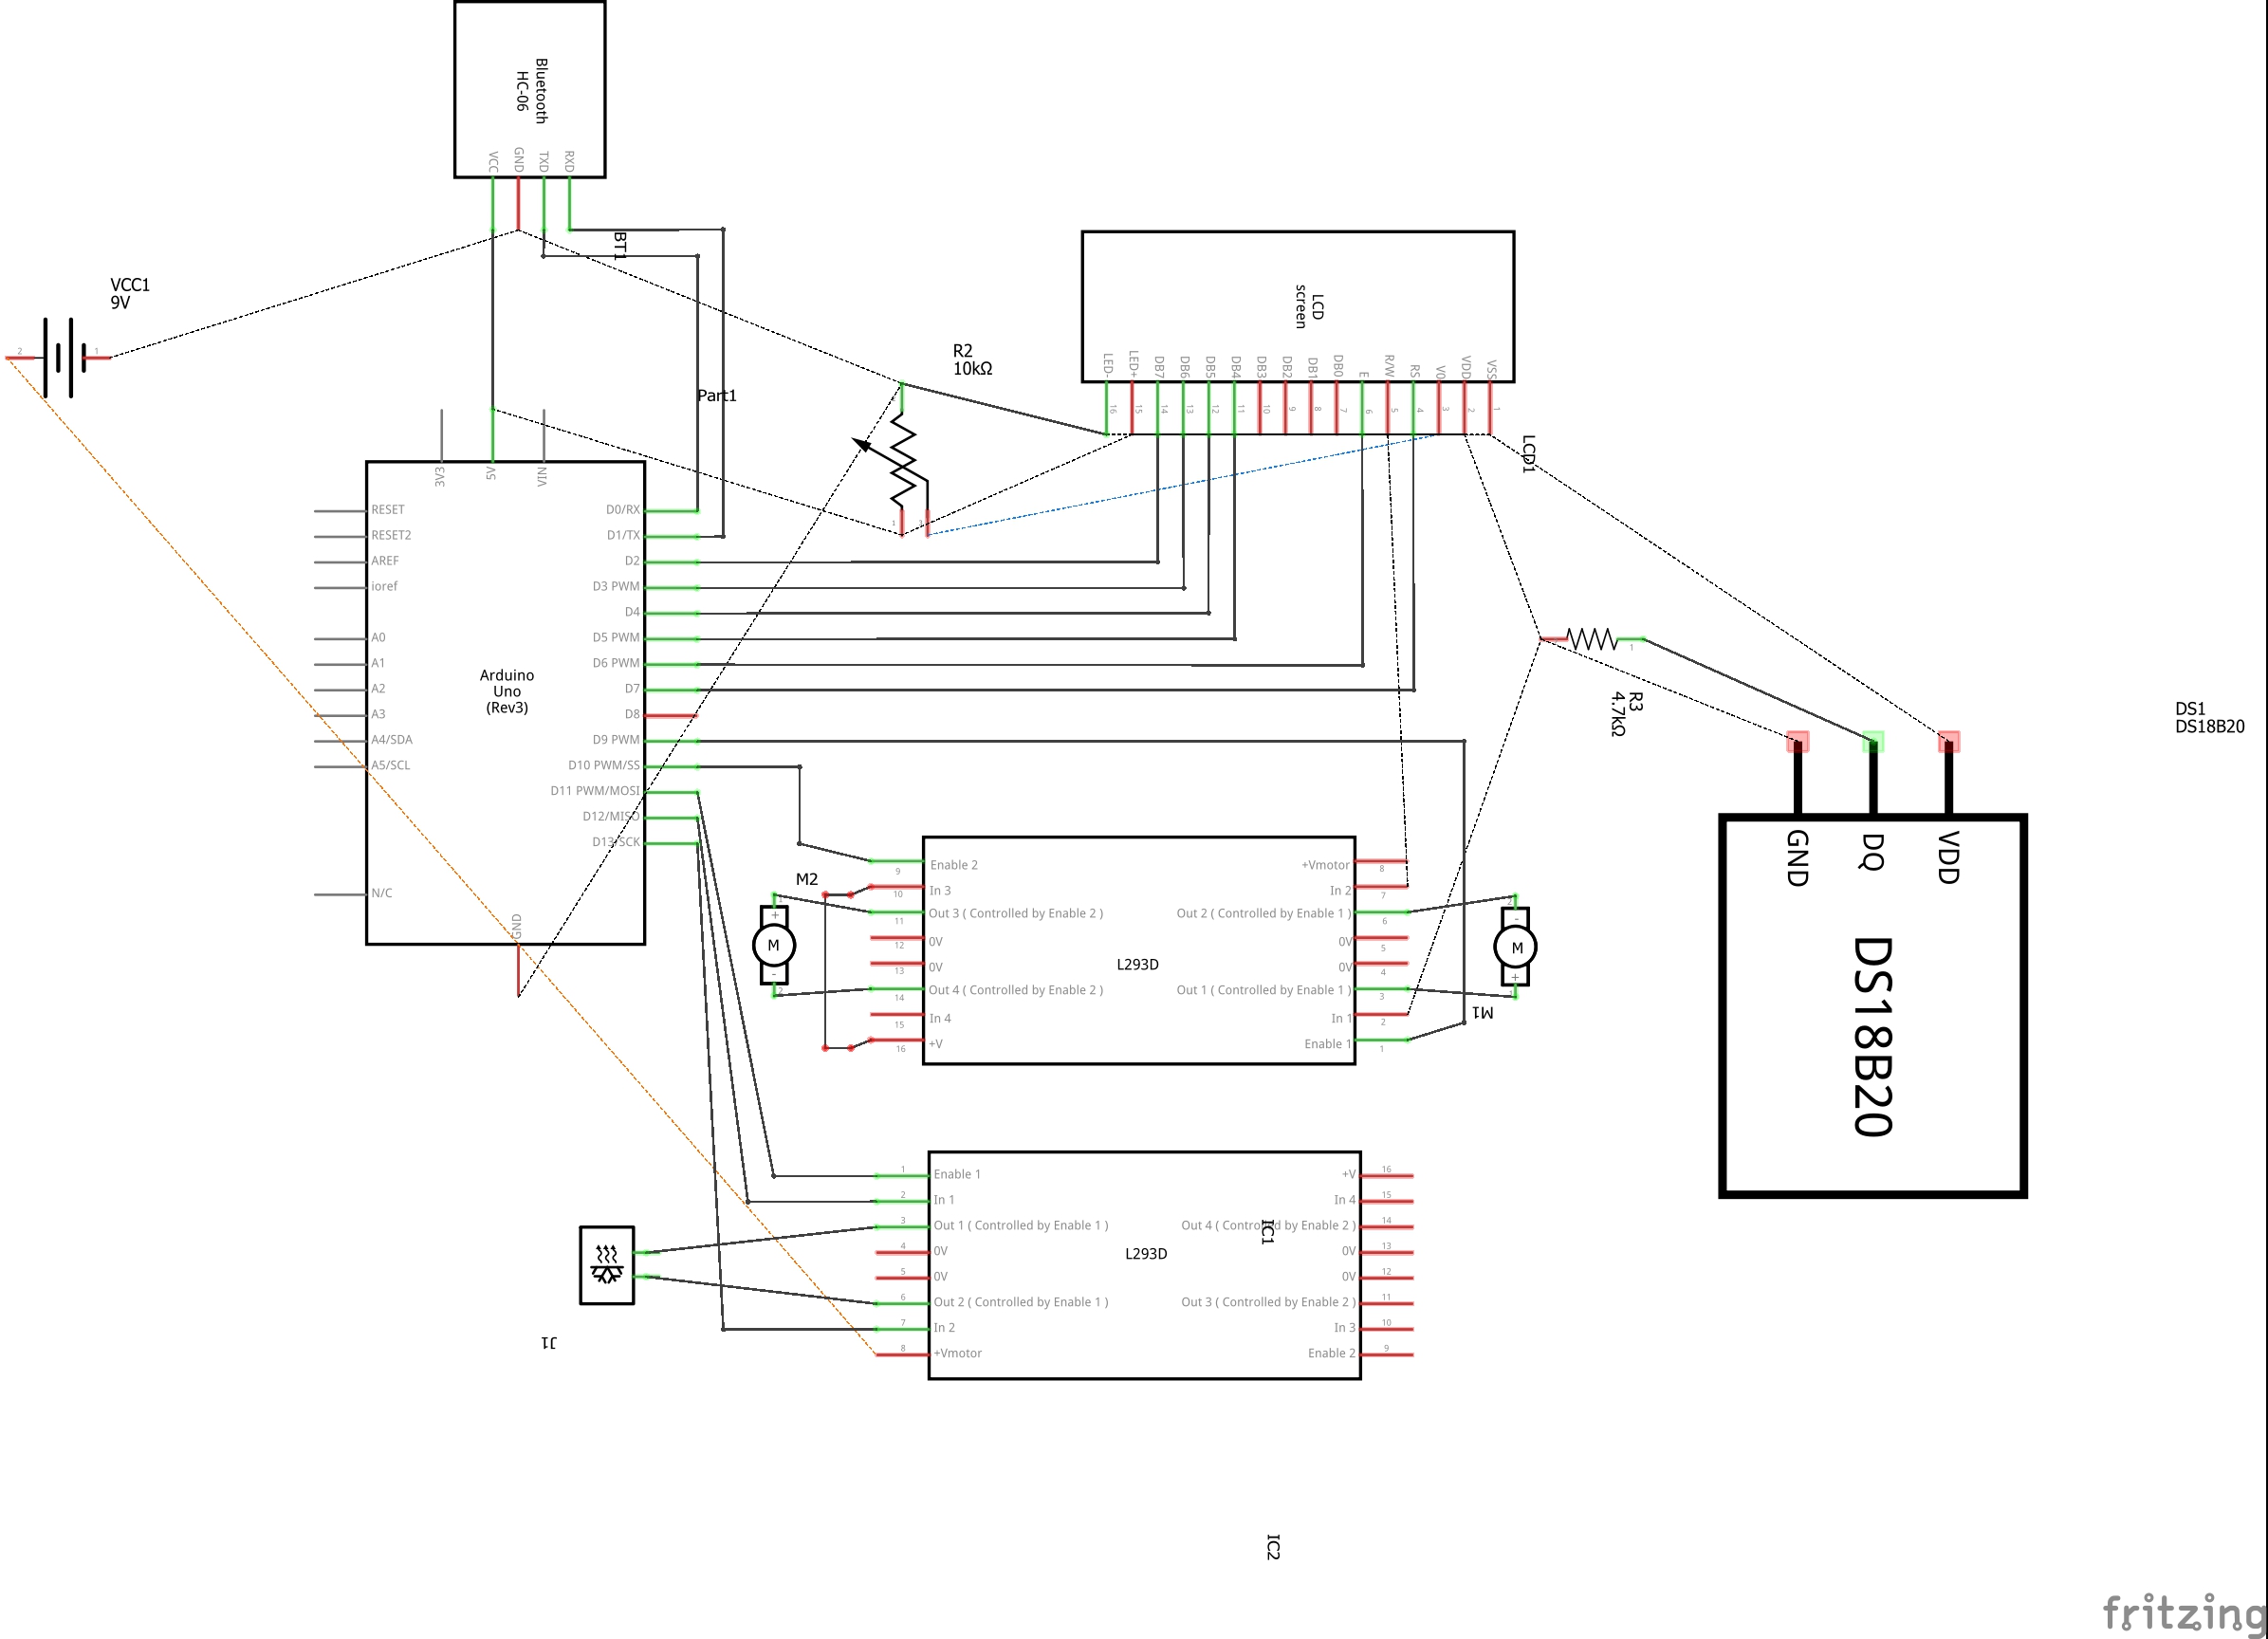 Bluetooth
HC-06
VCC
GND
TXD
RXD
BT1
VCC1
9V
2
1
R2
10kΩ
Part1
LCD
screen
LED-
LED+
DB7
DB6
DB5
DB4
DB3
DB2
DB1
DB0
E
R/W
RS
V0
VDD
VSS
16
15
14
13
12
11
10
9
8
7
6
5
4
3
2
1
LCD1
3V3
5V
VIN
RESET
RESET2
AREF
ioref
A0
A1
A2
A3
A4/SDA
A5/SCL
N/C
GND
Arduino
Uno
(Rev3)
D0/RX
D1/TX
D2
D3 PWM
D4
D5 PWM
D6 PWM
D7
D8
D9 PWM
D10 PWM/SS
D11 PWM/MOSI
D12/MISO
D13/SCK
1
R3
4.7kΩ
1
DS1
DS18B20
GND
DQ
VDD
DS18B20
M2
1
+
M
-
2
Enable 2
9
In 3
10
Out 3 ( Controlled by Enable 2 )
11
0V
12
0V
13
Out 4 ( Controlled by Enable 2 )
14
In 4
15
+V
16
L293D
+Vmotor
8
In 2
7
Out 2 ( Controlled by Enable 1 )
6
0V
5
0V
4
Out 1 ( Controlled by Enable 1 )
3
In 1
2
Enable 1
1
2
-
M
+
1
M1
1
Enable 1
2
In 1
3
Out 1 ( Controlled by Enable 1 )
4
0V
5
0V
6
Out 2 ( Controlled by Enable 1 )
7
In 2
8
+Vmotor
L293D
IC1
+V
16
In 4
15
Out 4 ( Controlled by Enable 2 )
14
0V
13
0V
12
Out 3 ( Controlled by Enable 2 )
11
In 3
10
Enable 2
9
J1
IC2
fritzing